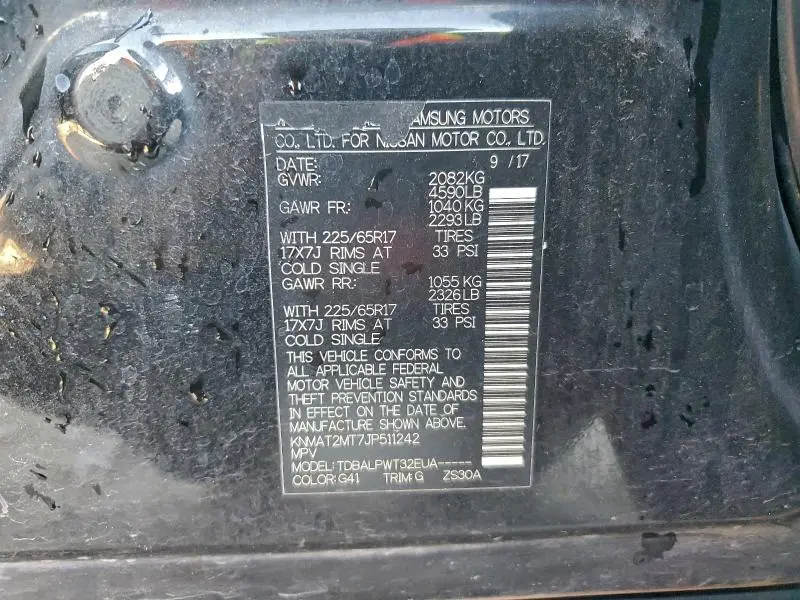 AMSUNG MOTORS
CO., LTD. FOR NISSAN MOTOR CO., LTD.
DATE: 9 / 17
GVWR: 2082KG
4590LB
GAWR FR.: 1040 KG
2293 LB
WITH 225/65R17 TIRES
17X7J RIMS AT 33 PSI
COLD SINGLE
GAWR RR.: 1055 KG
2326 LB
WITH 225/65R17 TIRES
17X7J RIMS AT 33 PSI
COLD SINGLE
THIS VEHICLE CONFORMS TO
ALL APPLICABLE FEDERAL
MOTOR VEHICLE SAFETY AND
THEFT PREVENTION STANDARDS
IN EFFECT ON THE DATE OF
MANUFACTURE SHOWN ABOVE.
KNMAT2MT7JP511242
MPV
MODEL: TDBALPWT32EUA-----
COLOR: G41 TRIM: G ZS30A